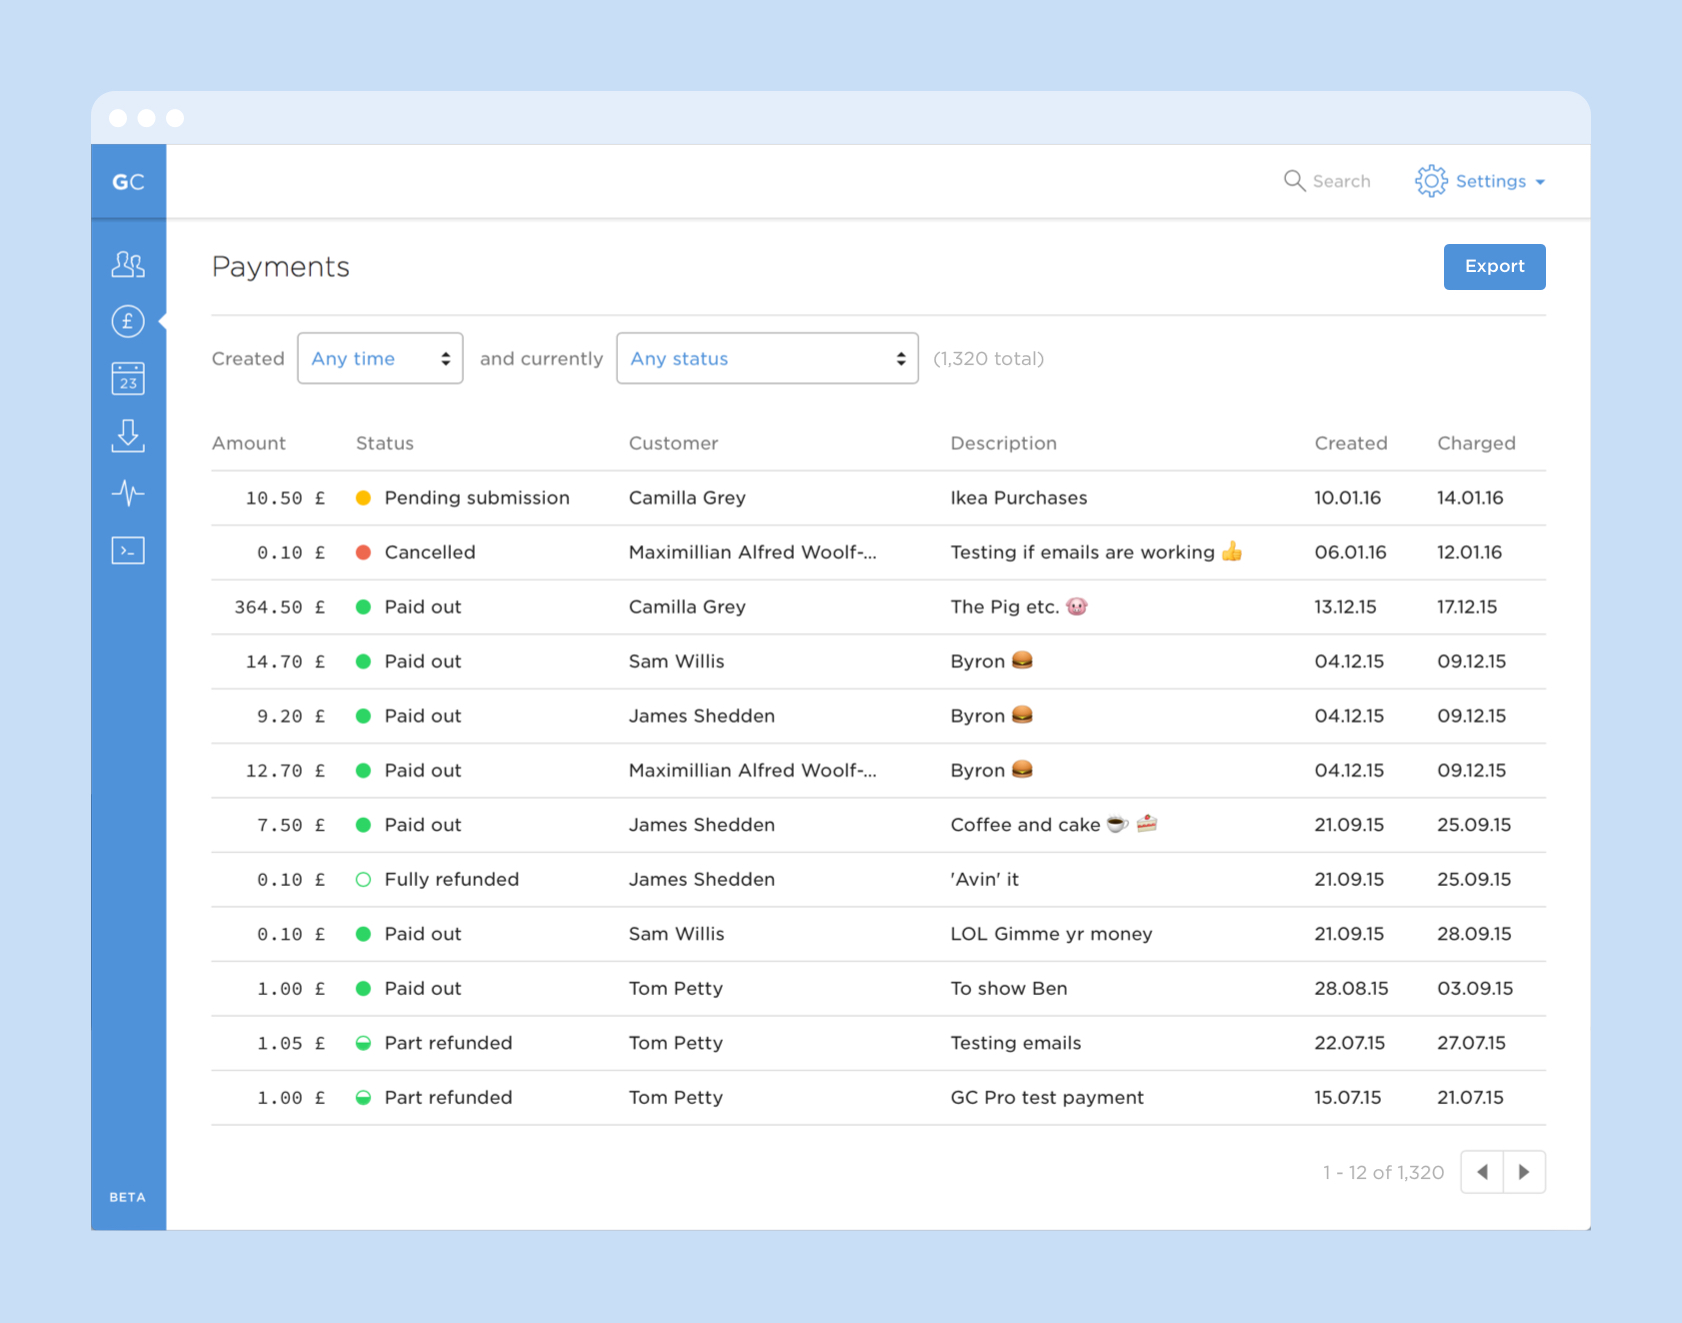 GC
Search Settings
Payments Export
£
Created Any time and currently Any status (1,320 total)
23
Amount Status Customer Description Created Charged
10.50 £ Pending submission Camilla Grey Ikea Purchases 10.01.16 14.01.16
0.10 £ Cancelled Maximillian Alfred Woolf-... Testing if emails are working 👍 06.01.16 12.01.16
364.50 £ Paid out Camilla Grey The Pig etc. 🐷 13.12.15 17.12.15
14.70 £ Paid out Sam Willis Byron 🍔 04.12.15 09.12.15
9.20 £ Paid out James Shedden Byron 🍔 04.12.15 09.12.15
12.70 £ Paid out Maximillian Alfred Woolf-... Byron 🍔 04.12.15 09.12.15
7.50 £ Paid out James Shedden Coffee and cake ☕ 🍰 21.09.15 25.09.15
0.10 £ Fully refunded James Shedden 'Avin' it 21.09.15 25.09.15
0.10 £ Paid out Sam Willis LOL Gimme yr money 21.09.15 28.09.15
1.00 £ Paid out Tom Petty To show Ben 28.08.15 03.09.15
1.05 £ Part refunded Tom Petty Testing emails 22.07.15 27.07.15
1.00 £ Part refunded Tom Petty GC Pro test payment 15.07.15 21.07.15
1 - 12 of 1,320
BETA